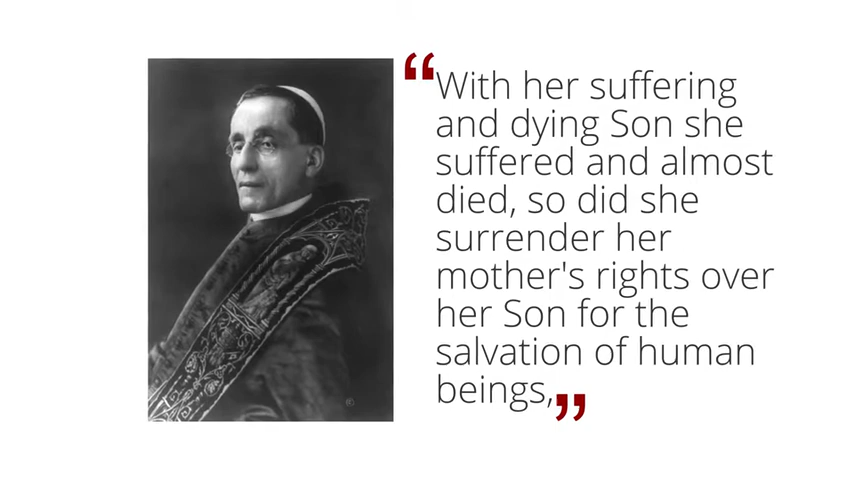 “With her suffering
and dying Son she
suffered and almost
died, so did she
surrender her
mother's rights over
her Son for the
salvation of human
beings,”